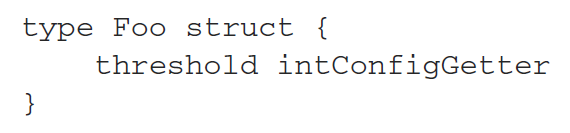 type Foo struct {
    threshold intConfigGetter
}